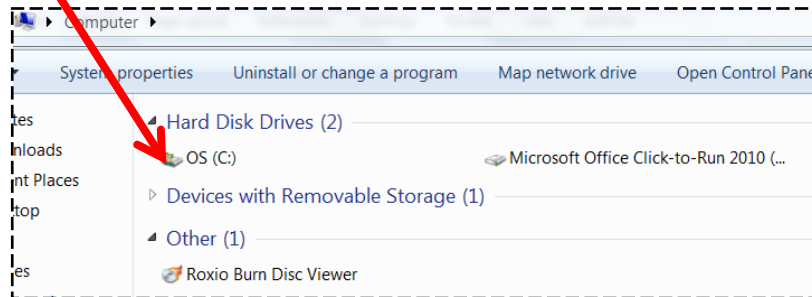 Computer
System properties Uninstall or change a program Map network drive Open Control Pane
tes
nloads
nt Places
top
es
Hard Disk Drives (2)
OS (C:) Microsoft Office Click-to-Run 2010 (...
Devices with Removable Storage (1)
Other (1)
Roxio Burn Disc Viewer